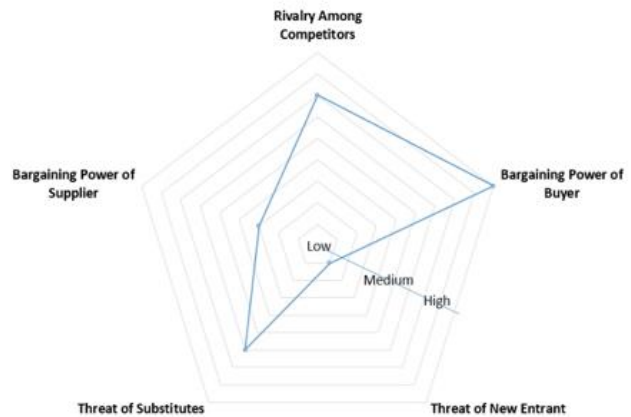 Rivalry Among
Competitors
Bargaining Power of
Supplier
Bargaining Power of
Buyer
Low
Medium
High
Threat of Substitutes
Threat of New Entrant